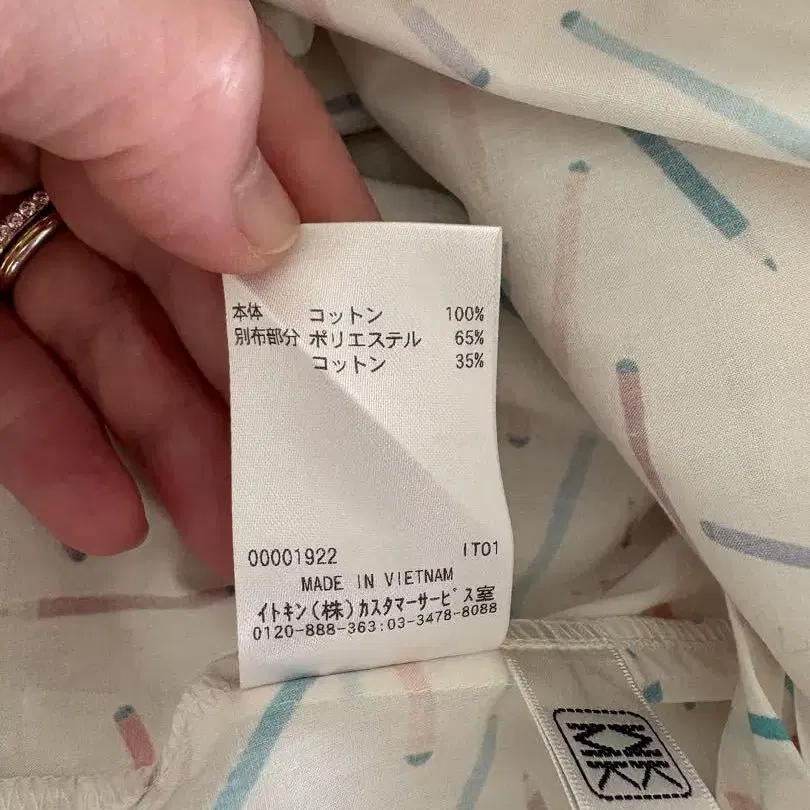 本体 コットン 100%
別布部分 ポリエステル 65%
コットン 35%
00001922 IT01
MADE IN VIETNAM
イトキン(株)カスタマーサービス室
0120-888-363:03-3478-8088